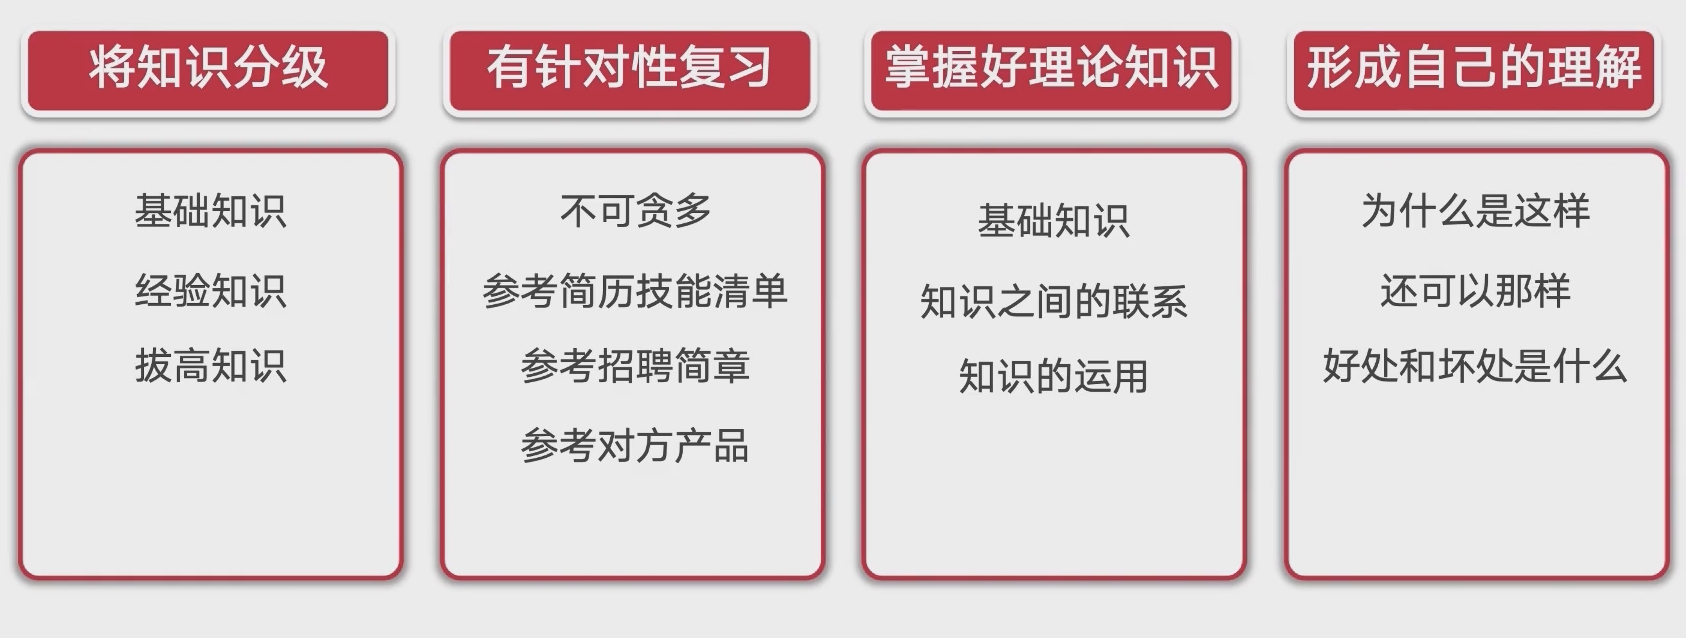 将知识分级
基础知识
经验知识
拔高知识
有针对性复习
不可贪多
参考简历技能清单
参考招聘简章
参考对方产品
掌握好理论知识
基础知识
知识之间的联系
知识的运用
形成自己的理解
为什么是这样
还可以那样
好处和坏处是什么